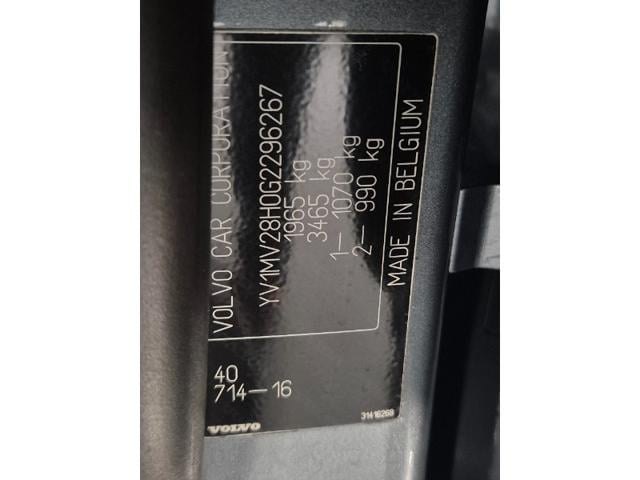 VOLVO CAR CORPORATION
YV1MV28H0G2296267
1965 kg
3465 kg
1- 1070 kg
2- 990 kg
MADE IN BELGIUM
40
714-16
VOLVO
31418268